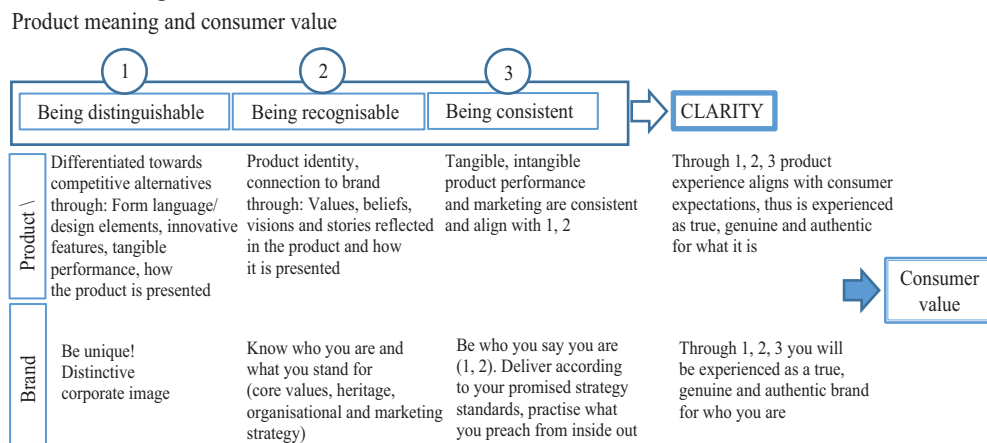 Product meaning and consumer value
1
2
3
Being distinguishable
Being recognisable
Being consistent
CLARITY
Product \
Differentiated towards
competitive alternatives
through: Form language/
design elements, innovative
features, tangible
performance, how
the product is presented
Product identity,
connection to brand
through: Values, beliefs,
visions and stories reflected
in the product and how
it is presented
Tangible, intangible
product performance
and marketing are consistent
and align with 1, 2
Through 1, 2, 3 product
experience aligns with consumer
expectations, thus is experienced
as true, genuine and authentic
for what it is
Consumer
value
Brand
Be unique!
Distinctive
corporate image
Know who you are and
what you stand for
(core values, heritage,
organisational and marketing
strategy)
Be who you say you are
(1, 2). Deliver according
to your promised strategy
standards, practise what
you preach from inside out
Through 1, 2, 3 you will
be experienced as a true,
genuine and authentic brand
for who you are